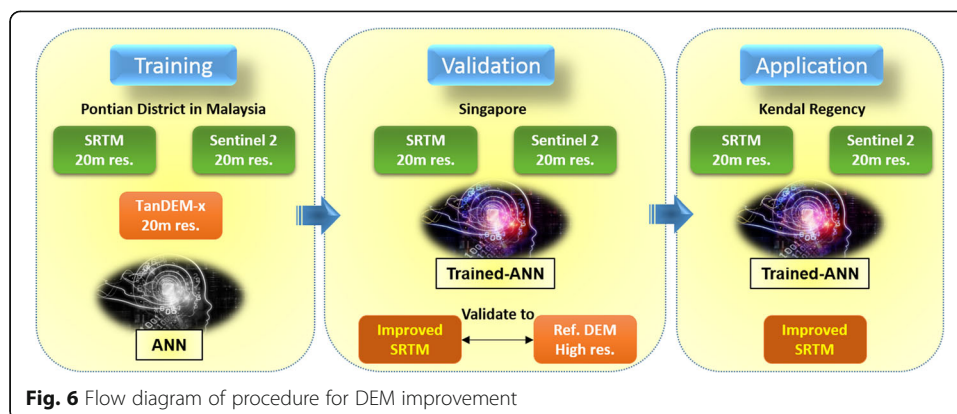 Training
Pontian District in Malaysia
SRTM
20m res.
Sentinel 2
20m res.
TanDEM-x
20m res.
ANN
Validation
Singapore
SRTM
20m res.
Sentinel 2
20m res.
Trained-ANN
Validate to
Improved
SRTM
Ref. DEM
High res.
Application
Kendal Regency
SRTM
20m res.
Sentinel 2
20m res.
Trained-ANN
Improved
SRTM
Fig. 6 Flow diagram of procedure for DEM improvement